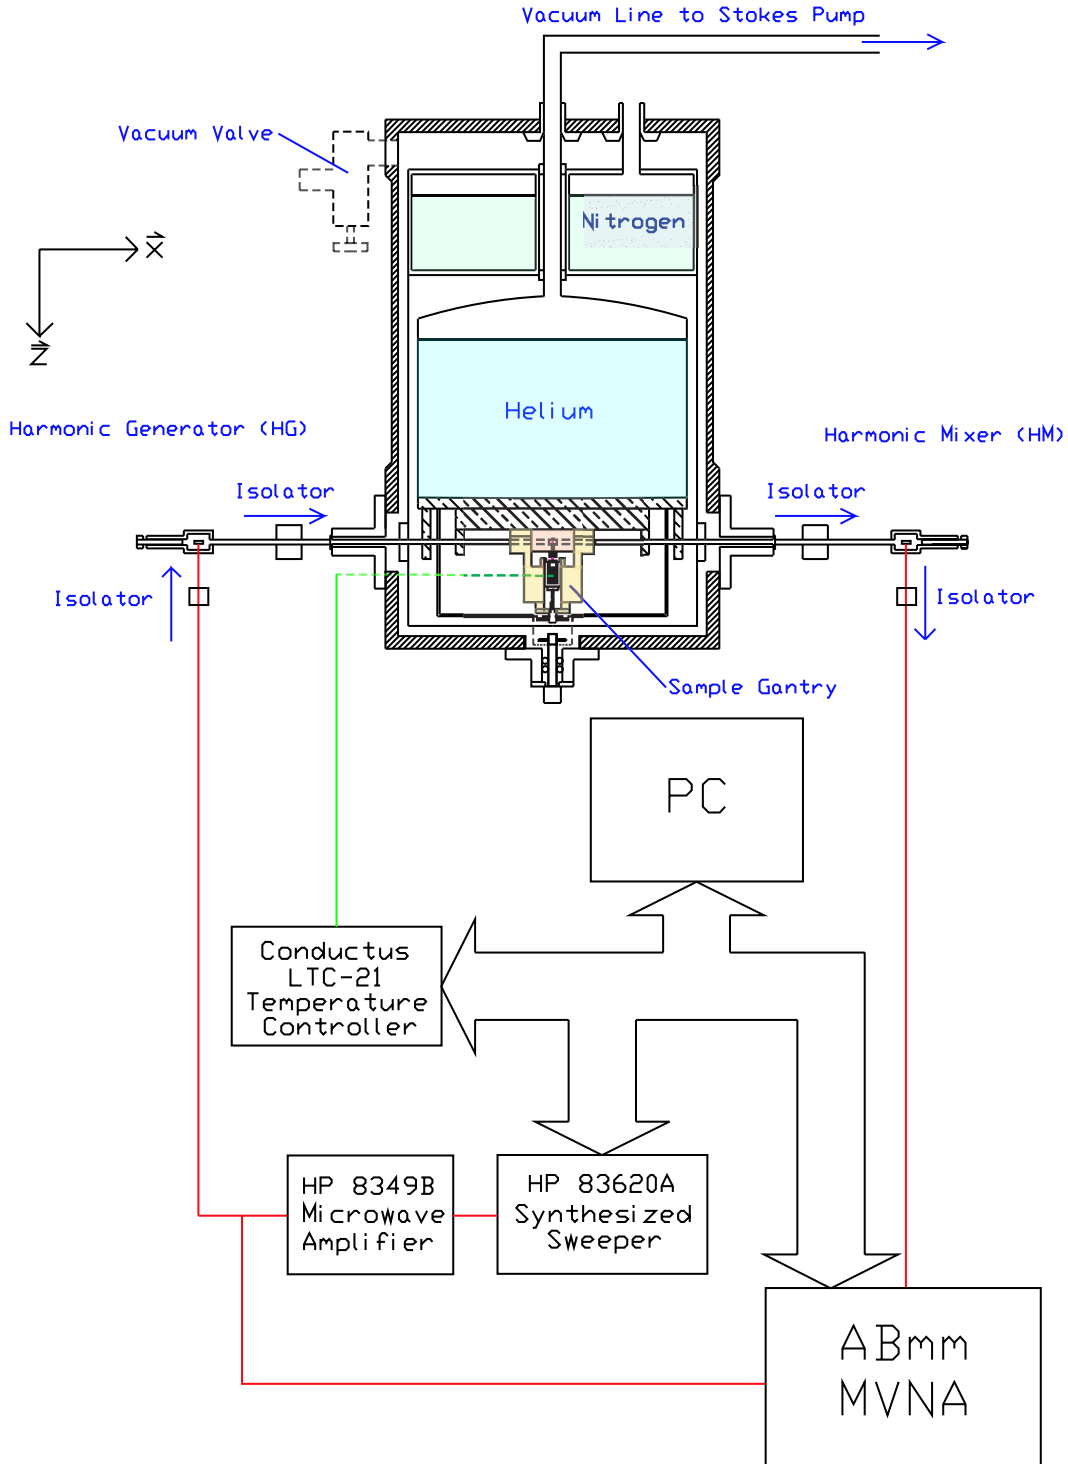 Vacuum Line to Stokes Pump
Vacuum Valve
Nitrogen
X
Z
Helium
Harmonic Generator (HG)
Harmonic Mixer (HM)
Isolator
Isolator
Isolator
Isolator
Sample Gantry
PC
Conductus
LTC-21
Temperature
Controller
HP 8349B
Microwave
Amplifier
HP 83620A
Synthesized
Sweeper
ABmm
MVNA